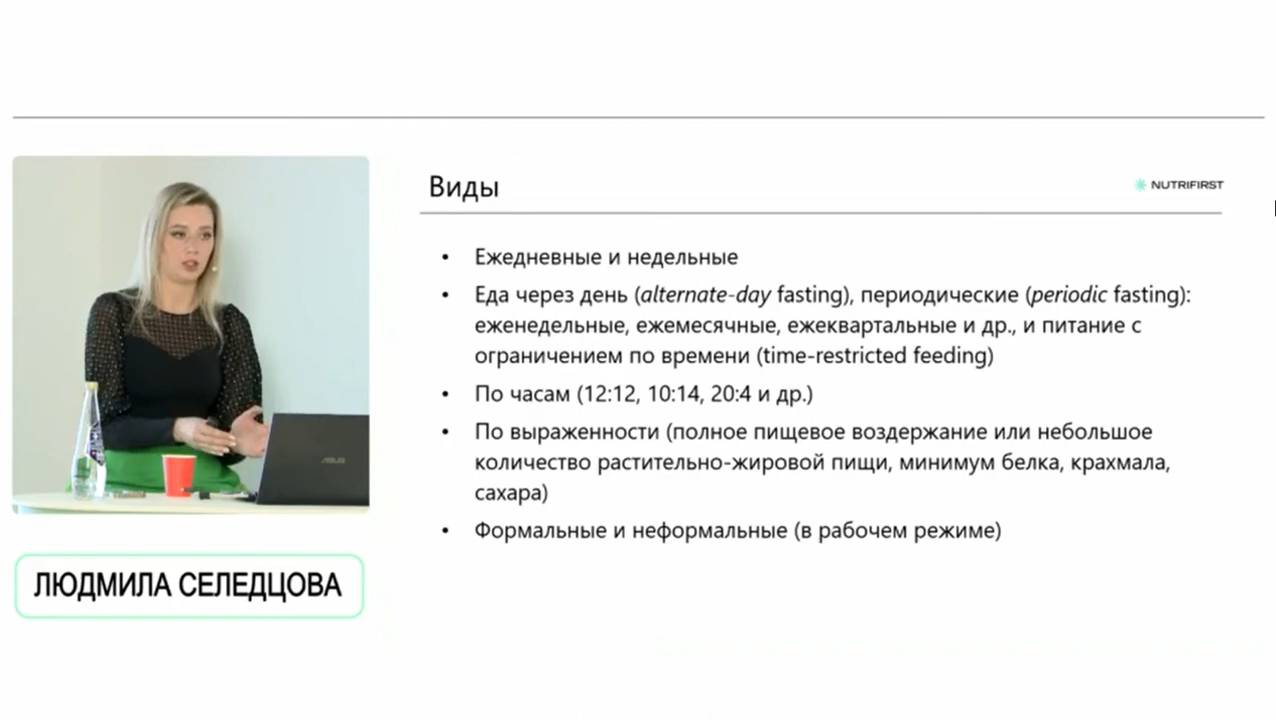 Виды
NUTRIFIRST
• Ежедневные и недельные
• Еда через день (alternate-day fasting), периодические (periodic fasting):
еженедельные, ежемесячные, ежеквартальные и др., и питание с
ограничением по времени (time-restricted feeding)
• По часам (12:12, 10:14, 20:4 и др.)
• По выраженности (полное пищевое воздержание или небольшое
количество растительно-жировой пищи, минимум белка, крахмала,
сахара)
• Формальные и неформальные (в рабочем режиме)
ASUS
ЛЮДМИЛА СЕЛЕДЦОВА